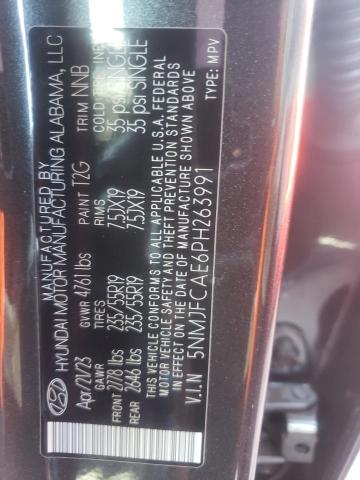 MANUFACTURED BY
HYUNDAI MOTOR MANUFACTURING ALABAMA, LLC
Apr/21/23 GVWR 4761 lbs PAINT T2G TRIM NNB
GAWR TIRES RIMS COLD
FRONT 2778 lbs 235/55R19 7.5JX19 35 psi SINGLE
REAR 2646 lbs 235/55R19 7.5JX19 35 psi SINGLE
THIS VEHICLE CONFORMS TO ALL APPLICABLE U.S.A. FEDERAL
MOTOR VEHICLE SAFETY, BUMPER, AND THEFT PREVENTION
STANDARDS IN EFFECT ON THE DATE OF MANUFACTURE SHOWN ABOVE
V.I.N 5NMJFCAE6PH263991 TYPE: MPV